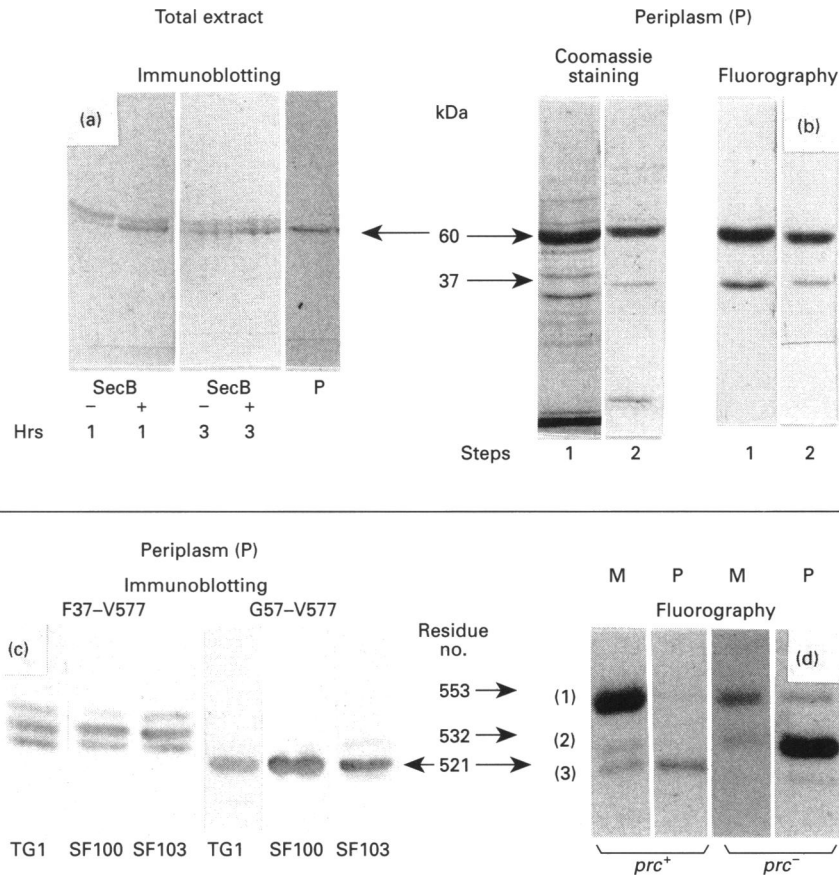 Total extract
Immunoblotting
(a)
SecB SecB P
− + − +
Hrs 1 1 3 3
Periplasm (P)
Coomassie
staining
Fluorography
kDa
(b)
60
37
Steps 1 2 1 2
Periplasm (P)
Immunoblotting
F37–V577 G57–V577
(c)
TG1 SF100 SF103 TG1 SF100 SF103
Residue
no.
553
532
521
M P M P
Fluorography
(d)
(1)
(2)
(3)
prc+ prc−